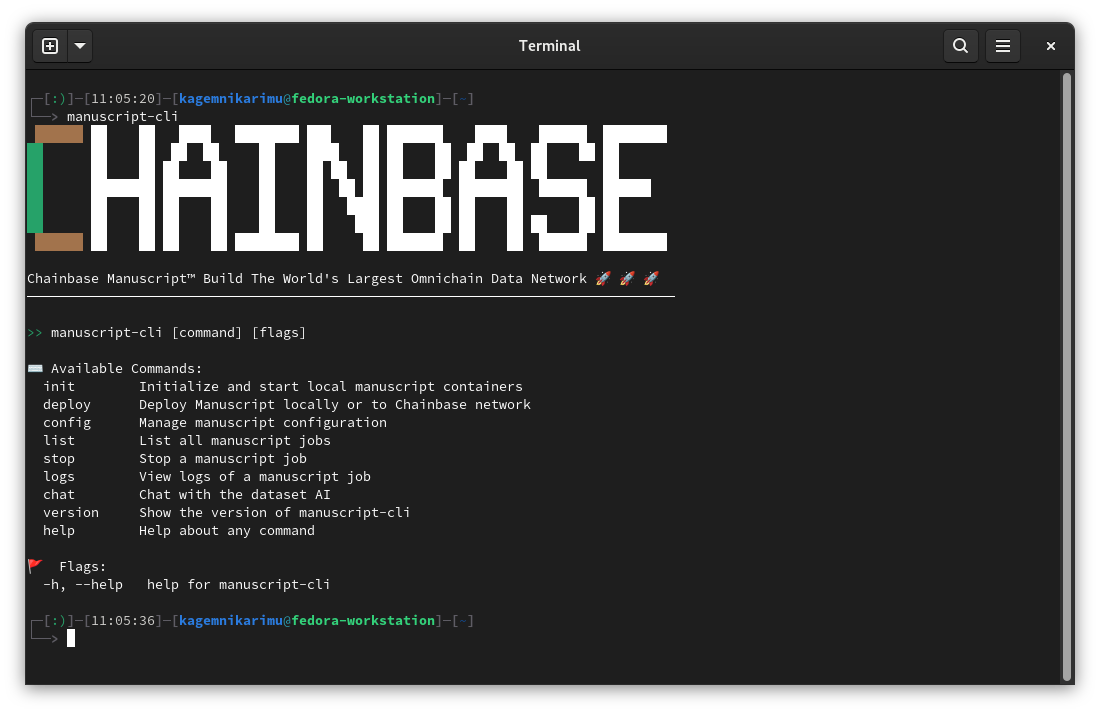 Terminal
┌─[:)]─[11:05:20]─[kagemnikarimu@fedora-workstation]─[~]
└──> manuscript-cli
CHAINBASE
Chainbase Manuscript™ Build The World's Largest Omnichain Data Network 🚀 🚀 🚀
>> manuscript-cli [command] [flags]
⌨️ Available Commands:
init        Initialize and start local manuscript containers
deploy      Deploy Manuscript locally or to Chainbase network
config      Manage manuscript configuration
list        List all manuscript jobs
stop        Stop a manuscript job
logs        View logs of a manuscript job
chat        Chat with the dataset AI
version     Show the version of manuscript-cli
help        Help about any command
🚩 Flags:
-h, --help   help for manuscript-cli
┌─[:)]─[11:05:36]─[kagemnikarimu@fedora-workstation]─[~]
└──>